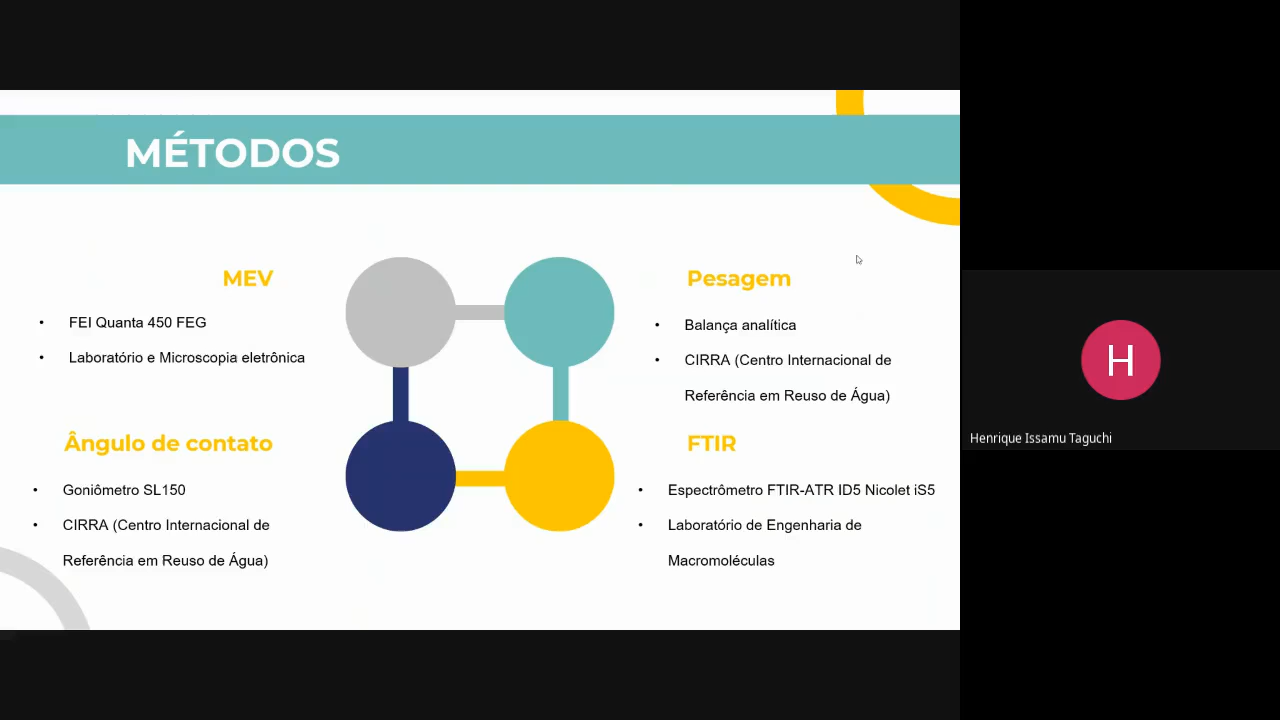 MÉTODOS
MEV
• FEI Quanta 450 FEG
• Laboratório e Microscopia eletrônica
Pesagem
• Balança analítica
• CIRRA (Centro Internacional de
Referência em Reuso de Água)
Ângulo de contato
• Goniômetro SL150
• CIRRA (Centro Internacional de
Referência em Reuso de Água)
FTIR
• Espectrômetro FTIR-ATR ID5 Nicolet iS5
• Laboratório de Engenharia de
Macromoléculas
H
Henrique Issamu Taguchi